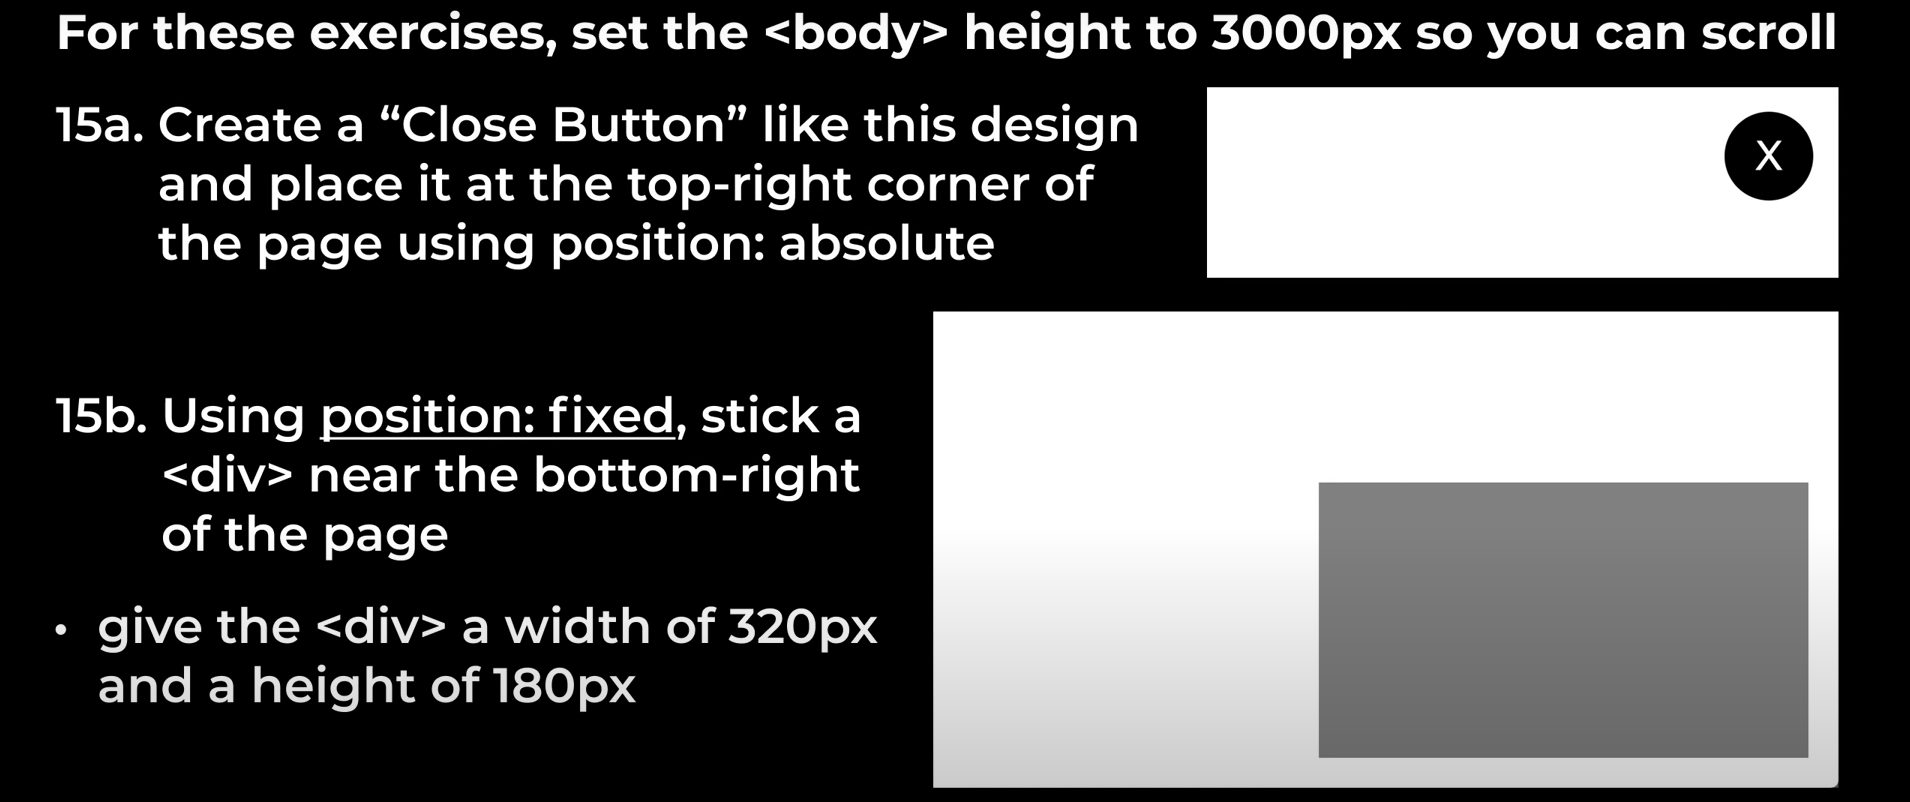 For these exercises, set the <body> height to 3000px so you can scroll
15a. Create a “Close Button” like this design
and place it at the top-right corner of
the page using position: absolute
X
15b. Using position: fixed, stick a
<div> near the bottom-right
of the page
• give the <div> a width of 320px
and a height of 180px